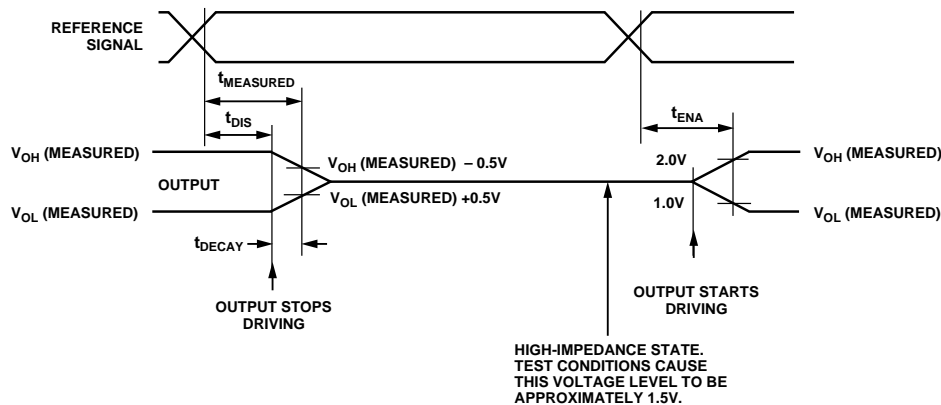 REFERENCE
SIGNAL
tMEASURED
tDIS
tENA
VOH (MEASURED)
VOH (MEASURED) – 0.5V
2.0V
VOH (MEASURED)
OUTPUT
VOL (MEASURED)
VOL (MEASURED) +0.5V
1.0V
VOL (MEASURED)
tDECAY
OUTPUT STOPS
DRIVING
OUTPUT STARTS
DRIVING
HIGH-IMPEDANCE STATE.
TEST CONDITIONS CAUSE
THIS VOLTAGE LEVEL TO BE
APPROXIMATELY 1.5V.